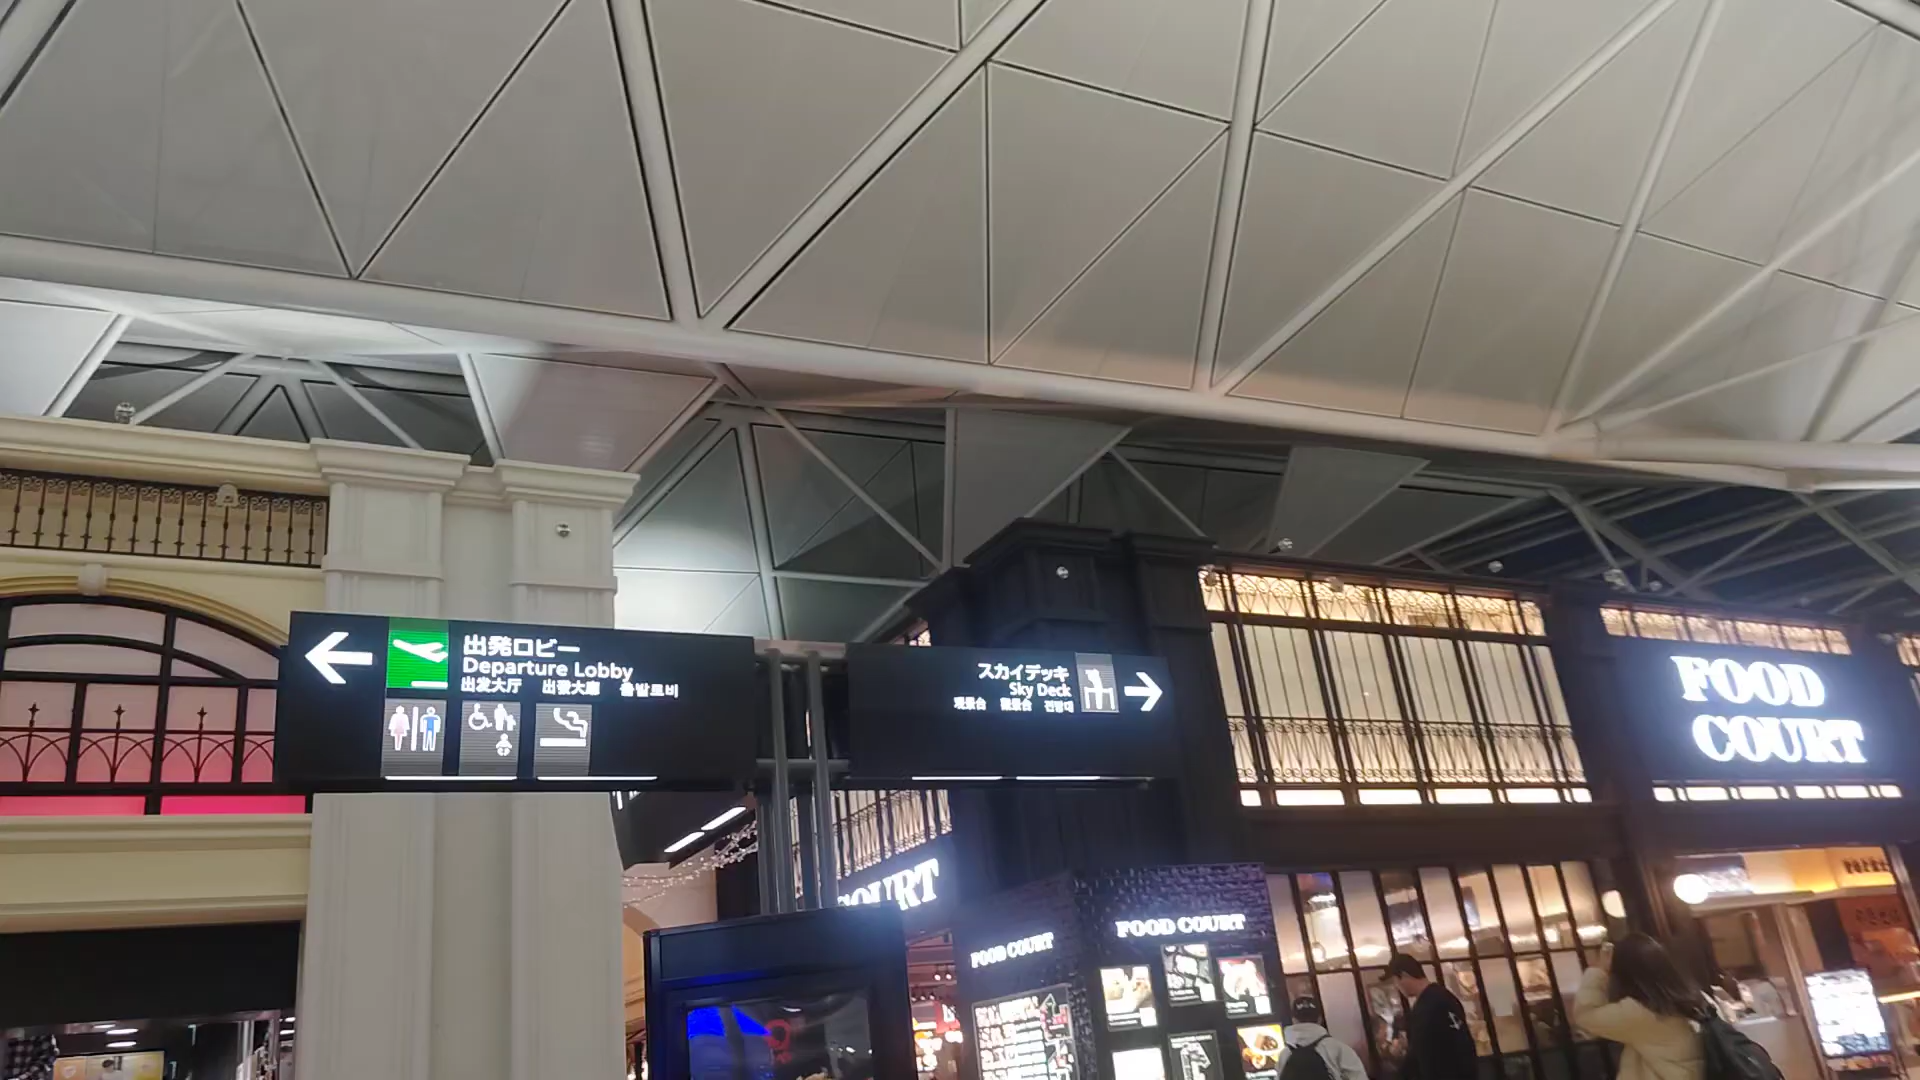 出発ロビー
Departure Lobby
出发大厅 出發大廳 출발로비
スカイデッキ
Sky Deck
观景台 觀景台 전망대
FOOD
COURT
COURT
FOOD COURT
FOOD COURT